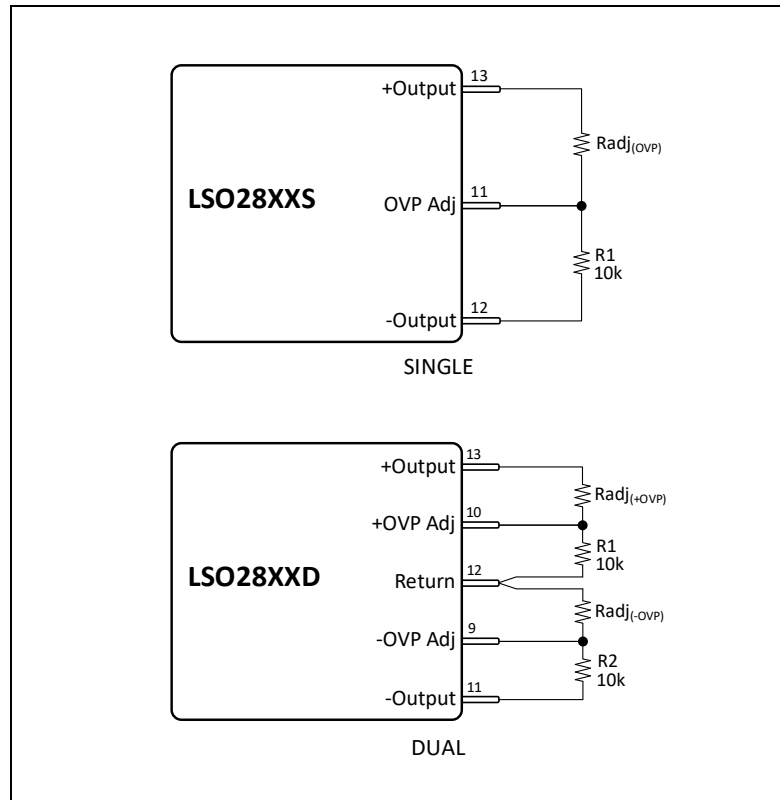 +Output 13
Radj(OVP)
LSO28XXS
OVP Adj 11
R1
10k
-Output 12
SINGLE
+Output 13
Radj(+OVP)
+OVP Adj 10
R1
10k
LSO28XXD
Return 12
Radj(-OVP)
-OVP Adj 9
R2
10k
-Output 11
DUAL